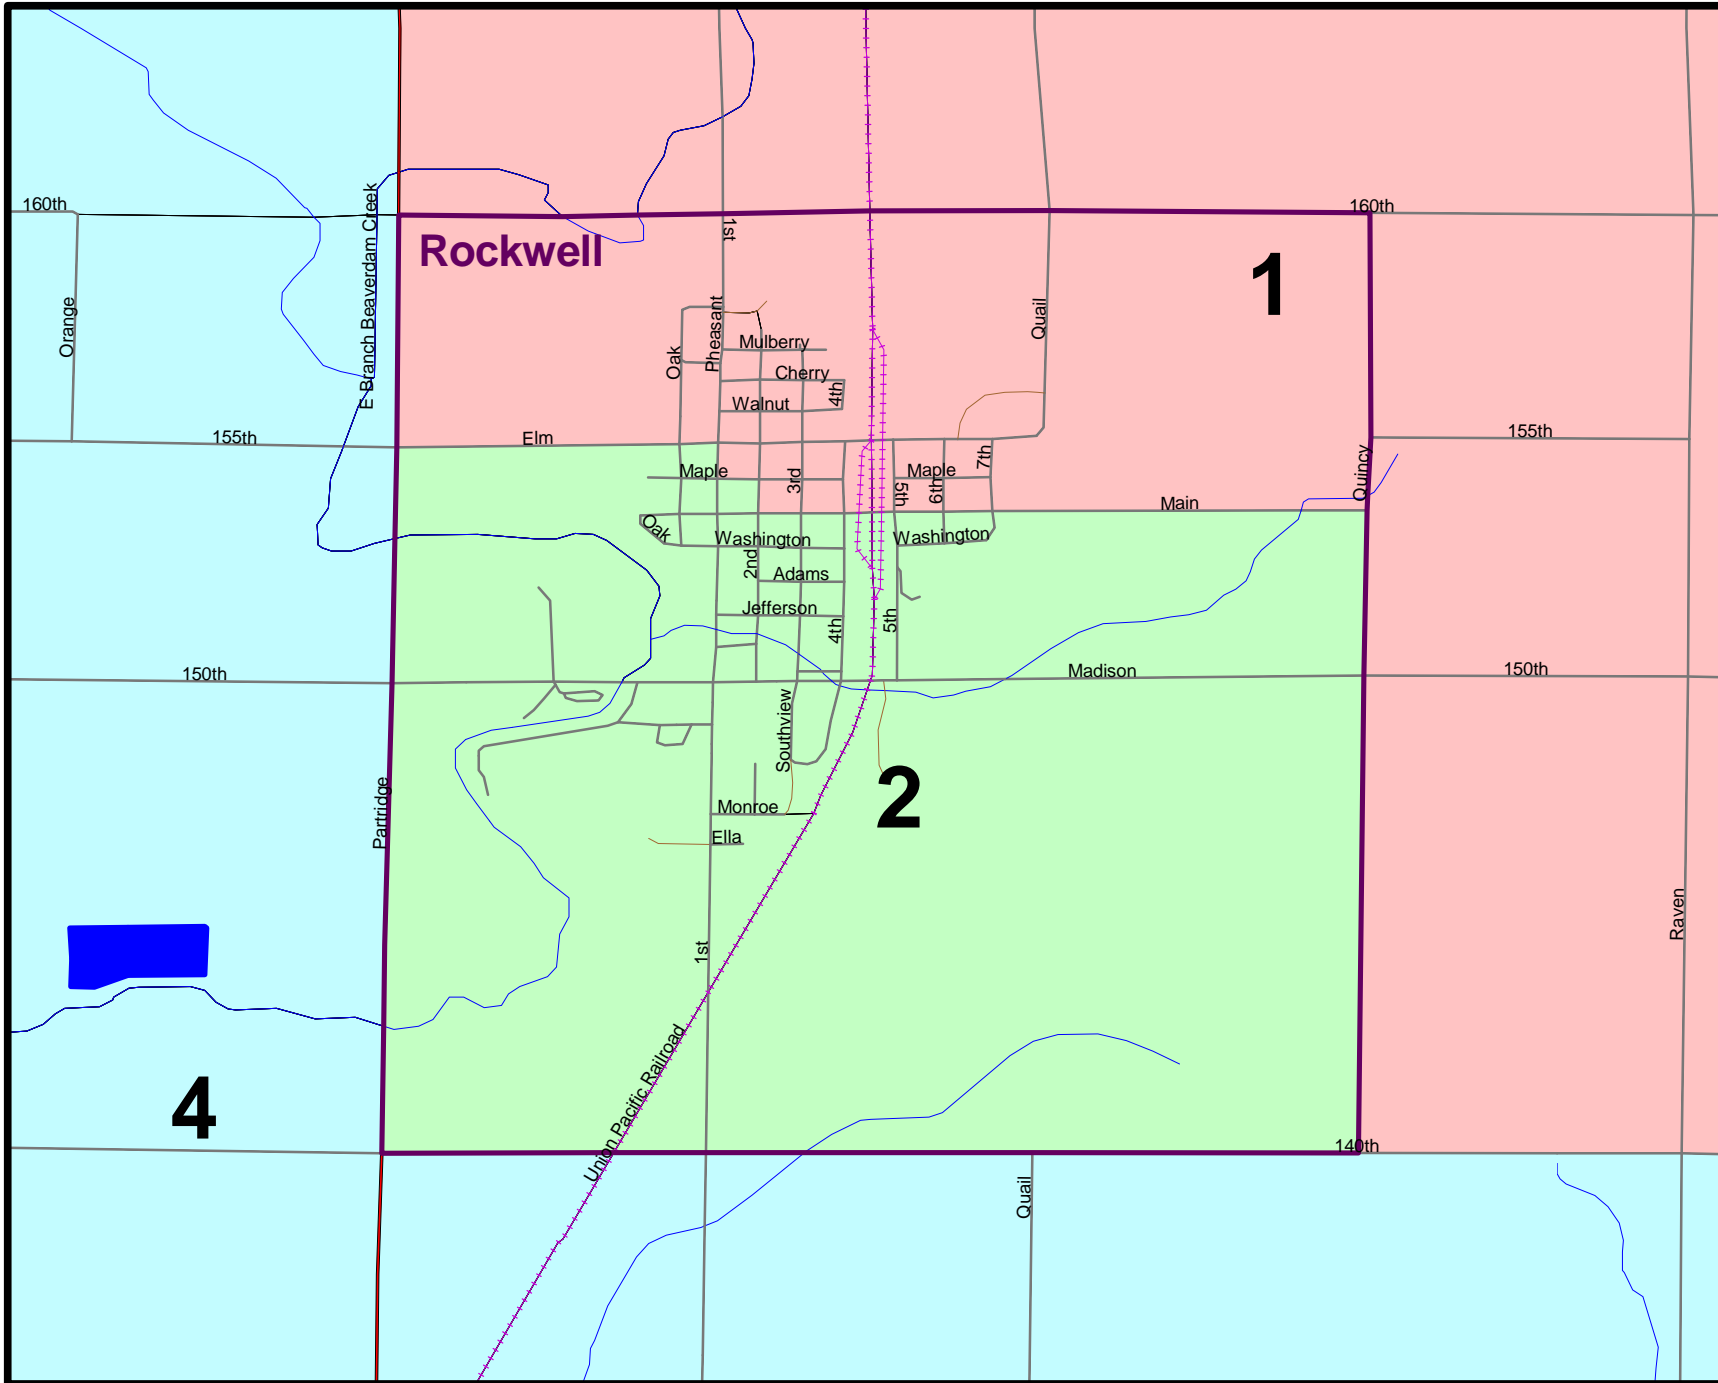 160th
160th
E Branch Beaverdam Creek
1st
Rockwell
1
Orange
Pheasant
Quail
Oak
Mulberry
Cherry
4th
Walnut
155th
Elm
155th
Quincy
Maple
3rd
Maple
7th
5th
6th
Main
Oak
Washington
Washington
2nd
Adams
Jefferson
4th
5th
150th
Madison
150th
Southview
Partridge
2
Monroe
Ella
Raven
1st
Union Pacific Railroad
4
140th
Quail